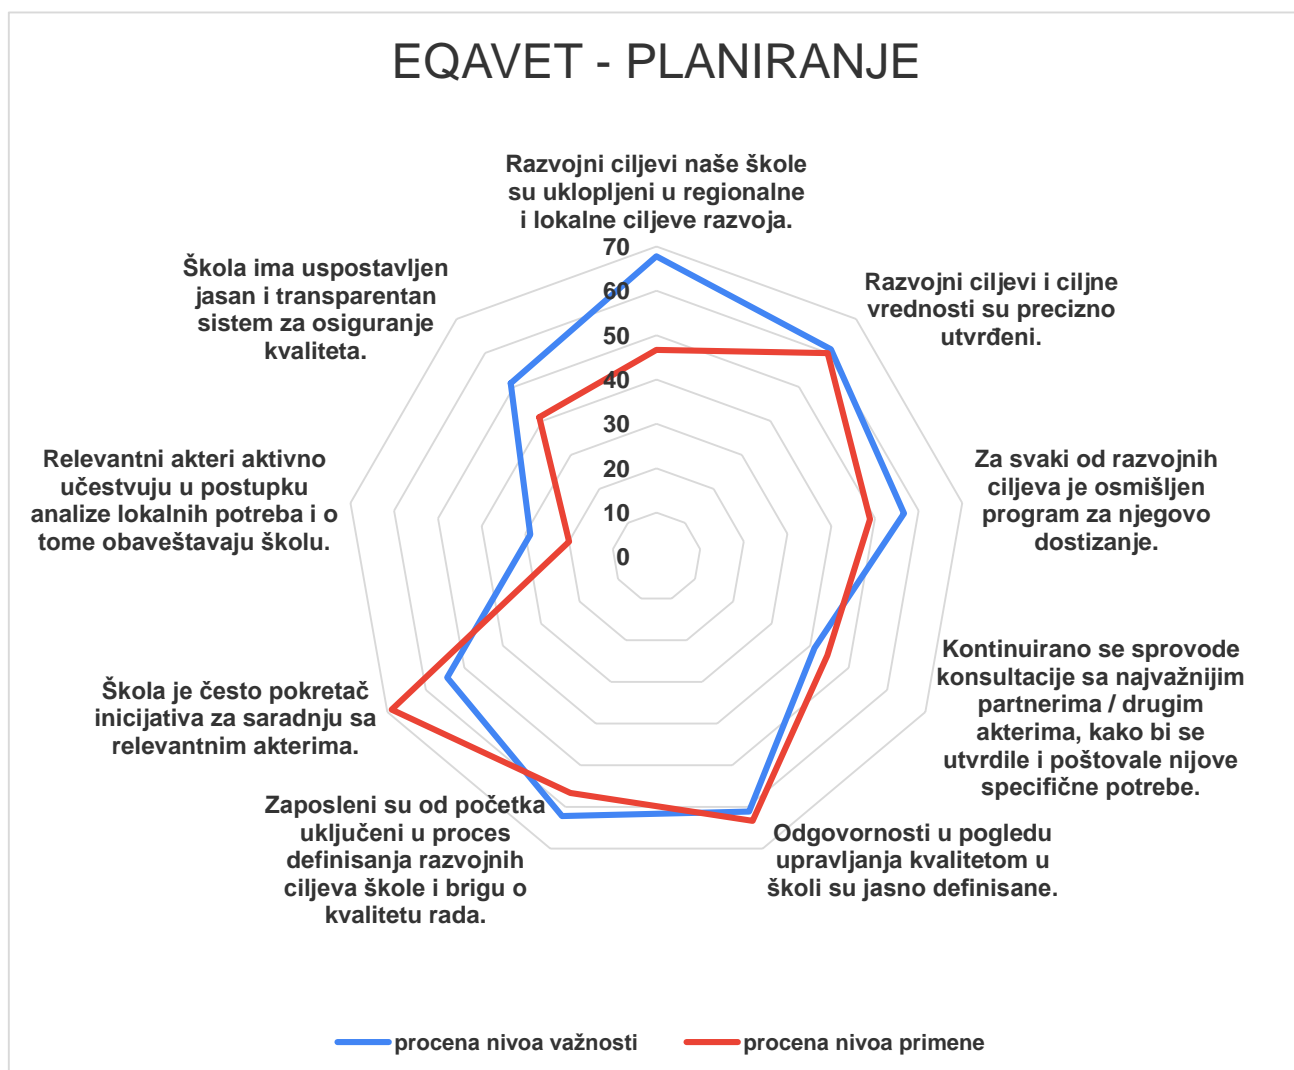 EQAVET - PLANIRANJE
Razvojni ciljevi naše škole
su uklopljeni u regionalne
i lokalne ciljeve razvoja.
Razvojni ciljevi i ciljne
vrednosti su precizno
utvrđeni.
Za svaki od razvojnih
ciljeva je osmišljen
program za njegovo
dostizanje.
Kontinuirano se sprovode
konsultacije sa najvažnijim
partnerima / drugim
akterima, kako bi se
utvrdile i poštovale nijove
specifične potrebe.
Odgovornosti u pogledu
upravljanja kvalitetom u
školi su jasno definisane.
Zaposleni su od početka
uključeni u proces
definisanja razvojnih
ciljeva škole i brigu o
kvalitetu rada.
Škola je često pokretač
inicijativa za saradnju sa
relevantnim akterima.
Relevantni akteri aktivno
učestvuju u postupku
analize lokalnih potreba i o
tome obaveštavaju školu.
Škola ima uspostavljen
jasan i transparentan
sistem za osiguranje
kvaliteta.
70
60
50
40
30
20
10
0
procena nivoa važnosti
procena nivoa primene